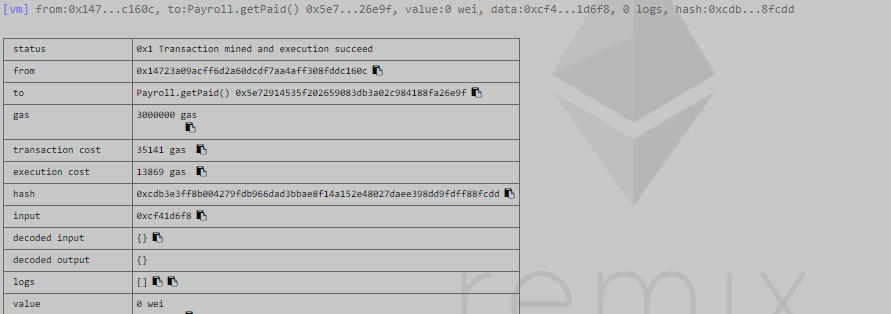 [vm] from:0x147...c160c, to:Payroll.getPaid() 0x5e7...26e9f, value:0 wei, data:0xcf4...1d6f8, 0 logs, hash:0xcdb...8fcdd
status 0x1 Transaction mined and execution succeed
from 0x14723a09acff6d2a60dcdf7aa4aff308fddc160c
to Payroll.getPaid() 0x5e72914535f202659083db3a02c984188fa26e9f
gas 3000000 gas
transaction cost 35141 gas
execution cost 13869 gas
hash 0xcdb3e3ff8b004279fdb966dad3bbae8f14a152e48027daee398dd9fdff88fcdd
input 0xcf41d6f8
decoded input {}
decoded output {}
logs []
value 0 wei
remix